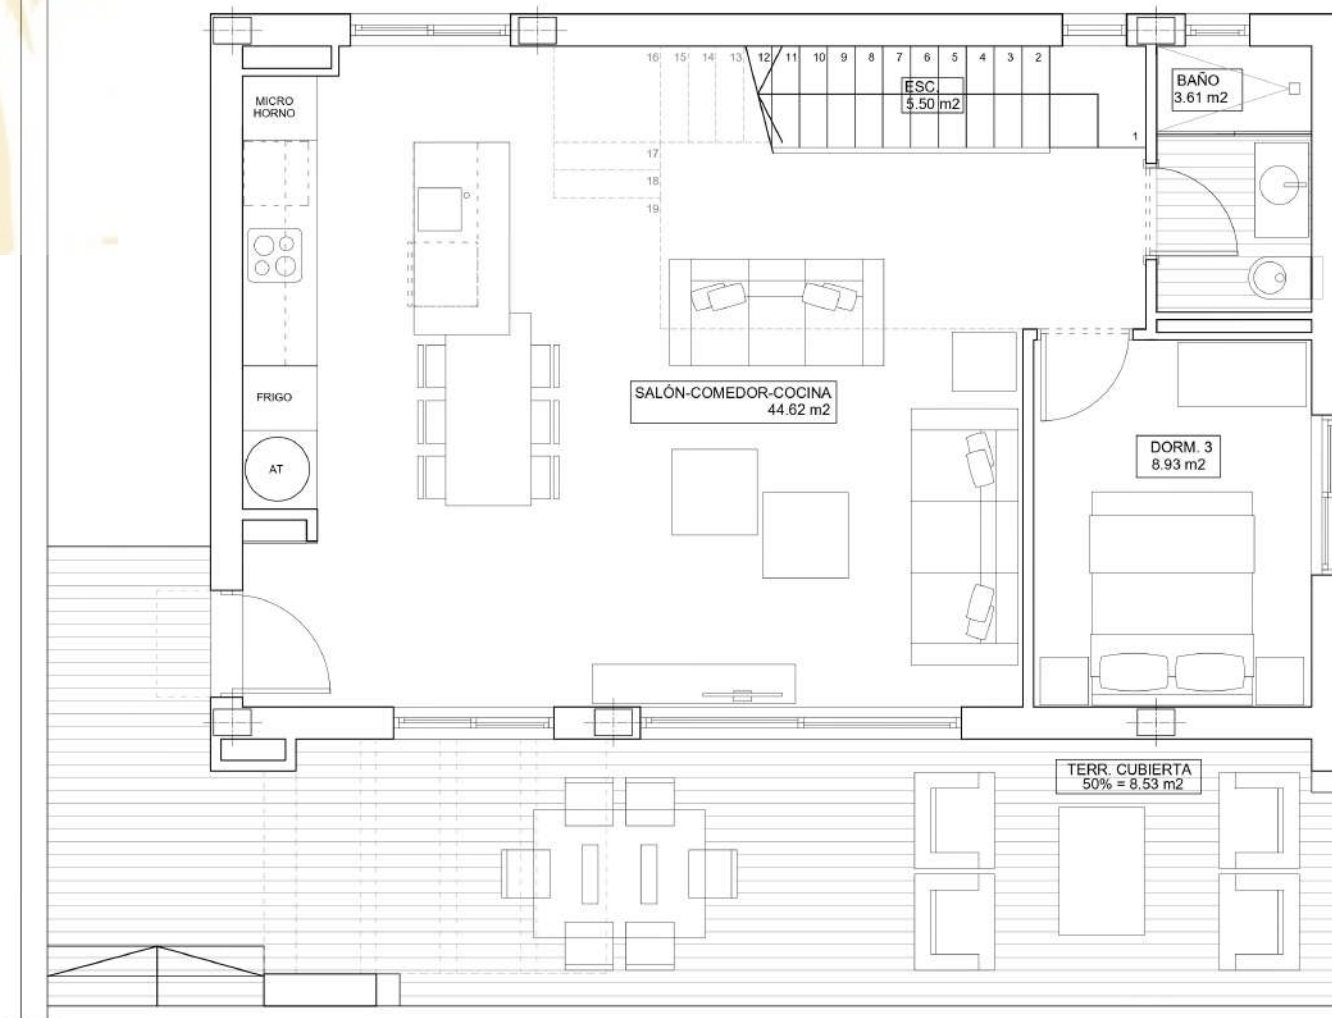 16 15 14 13 12 11 10 9 8 7 6 5 4 3 2
ESC.
5.50 m2
BAÑO
3.61 m2
MICRO
HORNO
1
17
18
19
SALÓN-COMEDOR-COCINA
44.62 m2
FRIGO
AT
DORM. 3
8.93 m2
TERR. CUBIERTA
50% = 8.53 m2